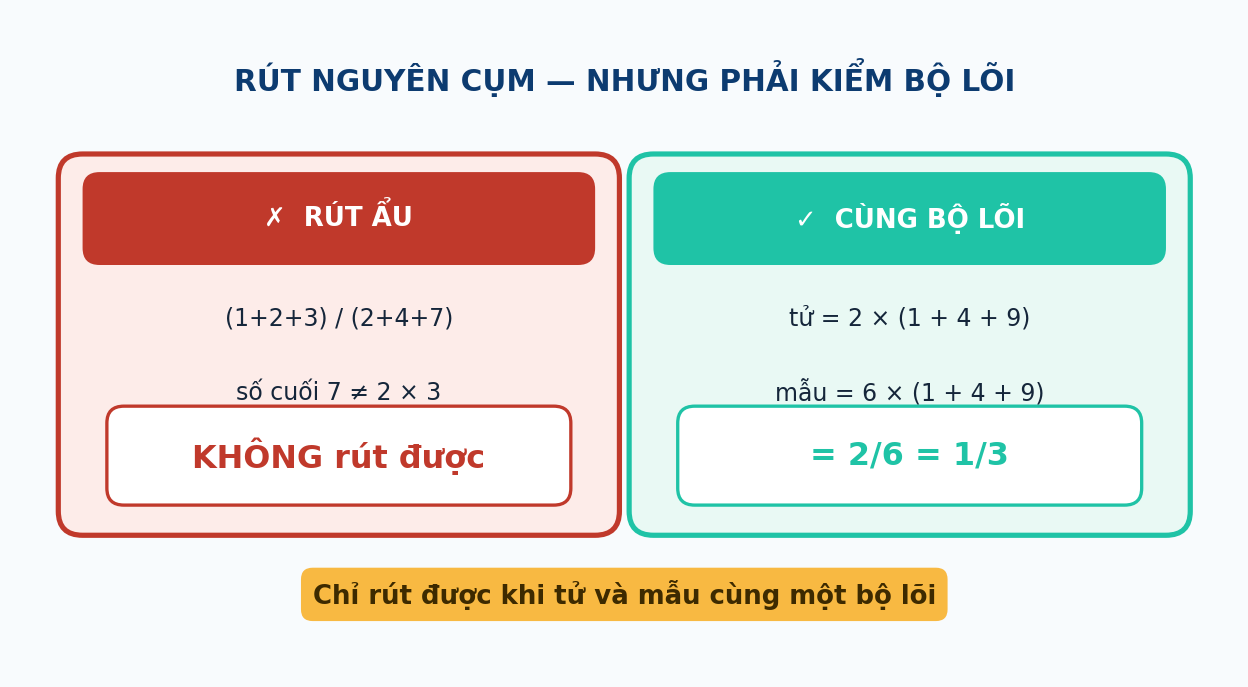 RÚT NGUYÊN CỤM — NHƯNG PHẢI KIỂM BỘ LÕI
✗ RÚT ẨU
(1+2+3) / (2+4+7)
số cuối 7 ≠ 2 × 3
KHÔNG rút được
✓ CÙNG BỘ LÕI
tử = 2 × (1 + 4 + 9)
mẫu = 6 × (1 + 4 + 9)
= 2/6 = 1/3
Chỉ rút được khi tử và mẫu cùng một bộ lõi